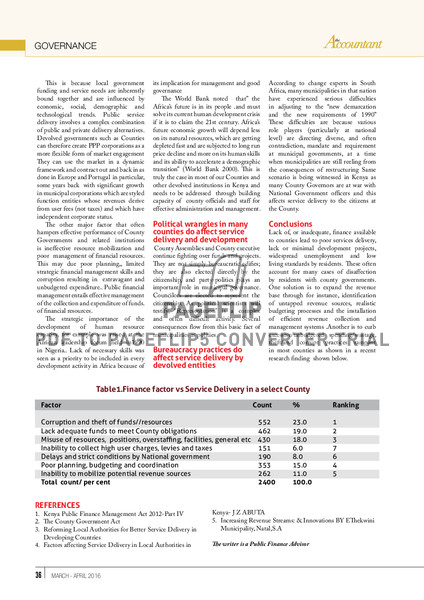 GOVERNANCE
the Accountant
This is because local government
funding and service needs are inherently
bound together and are influenced by
economic, social, demographic and
technological trends. Public service
delivery involves a complex combination
of public and private delivery alternatives.
Devolved governments such as Counties
can therefore create PPP corporations as a
more flexible form of market engagement
They can use the market in a dynamic
framework and contract out and back in as
done in Europe and Portugal in particular,
some years back with significant growth
in municipal corporations which are styled
function entities whose revenues derive
from user fees (not taxes) and which have
independent corporate status.
The other major factor that often
hampers effective performance of County
Governments and related institutions
is ineffective resource mobilisation and
poor management of financial resources.
This may due poor planning, limited
strategic financial management skills and
corruption resulting in extravagant and
unbudgeted expenditure. Public financial
management entails effective management
of the collection and expenditure of funds.
of financial resources.
The strategic importance of the
development of human resource
in Nigeria. Lack of necessary skills was
seen as a priority to be included in every
development activity in Africa because of
its implication for management and good
governance
The World Bank noted that" the
Africa's future is in its people .and must
solve its current human development crisis
if it is to claim the 21st century. Africa's
future economic growth will depend less
on its natural resources, which are getting
depleted fast and are subjected to long run
price decline and more on its human skills
and its ability to accelerate a demographic
transition" (World Bank 2000). This is
truly the case in most of our Counties and
other devolved institutions in Kenya and
needs to be addressed through building
capacity of county officials and staff for
effective administration and management.
Political wrangles in many
counties do affect service
delivery and development
County Assemblies and County executive
continue fighting over funds and projects.
They are not simply bureaucratic entities;
they are also elected directly by the
citizenship and party politics plays an
important role in municipal governance.
Councilors are elected to represent the
and often difficult activity. Several
consequences flow from this basic fact of
Bureaucracy practices do
affect service delivery by
devolved entities
According to change experts in South
Africa, many municipalities in that nation
have experienced serious difficulties
in adjusting to the "new demarcation
and the new requirements of 1990"
These difficulties are because various
role players (particularly at national
level) are directing diverse, and often
contradiction, mandate and requirement
at municipal governments, at a time
when municipalities are still reeling from
the consequences of restructuring Same
scenario is being witnessed in Kenya as
many County Governors are at war with
National Government officers and this
affects service delivery to the citizens at
the County.
Conclusions
Lack of, or inadequate, finance available
to counties lead to poor services delivery,
lack or minimal development projects,
widespread unemployment and low
living standards by residents. These often
account for many cases of disaffection
by residents with county governments.
One solution is to expand the revenue
base through for instance, identification
of untapped revenue sources, realistic
budgeting processes and the installation
of efficient revenue collection and
management systems .Another is to curb
in most counties as shown in a recent
research finding shown below.
Table1.Finance factor vs Service Delivery in a select County
Factor Count % Ranking
Corruption and theft of funds//resources 552 23.0 1
Lack adequate funds to meet County obligations 462 19.0 2
Misuse of resources, positions, overstaffing, facilities, general etc 430 18.0 3
Inability to collect high user charges, levies and taxes 151 6.0 7
Delays and strict conditions by National government 190 8.0 6
Poor planning, budgeting and coordination 353 15.0 4
Inability to mobilize potential revenue sources 262 11.0 5
Total count/ per cent 2400 100.0
REFERENCES
1. Kenya Public Finance Management Act 2012-Part IV
2. The County Government Act
3. Reforming Local Authorities for Better Service Delivery in
Developing Countries
4. Factors affecting Service Delivery in Local Authorities in
Kenya- J Z ABUTA
5. Increasing Revenue Streams & Innovations BY EThekwini
Municipality, Natal,S.A
The writer is a Public Finance Advisor
36 MARCH - APRIL 2016